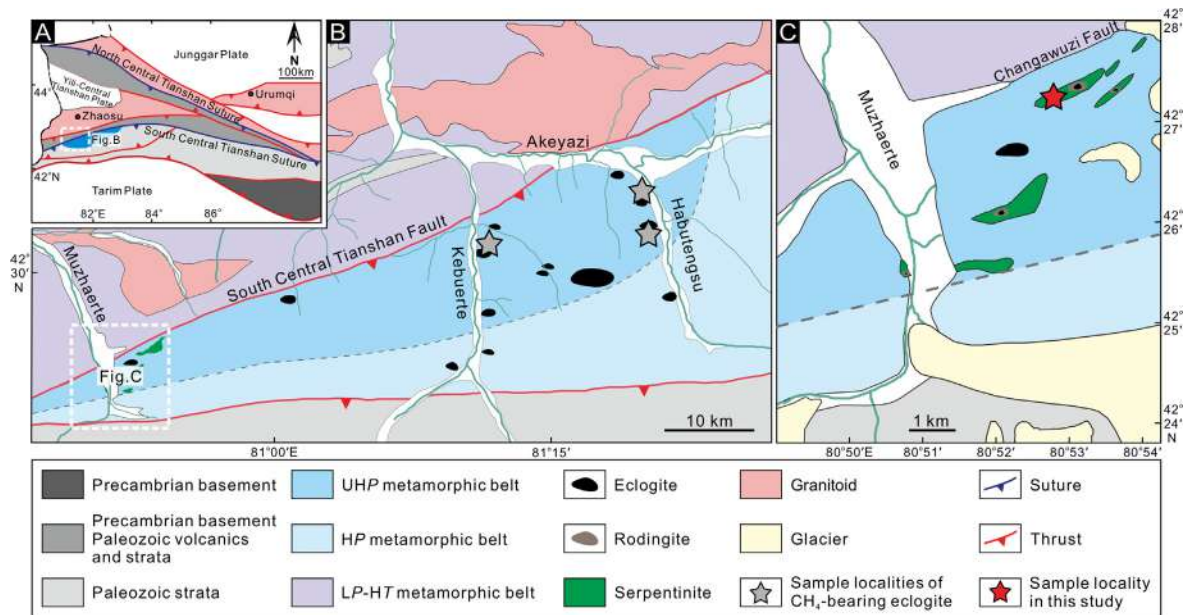 A
Junggar Plate
N
100km
North Central Tianshan Suture
44°
Yili-Central
Tianshan Plate
Urumqi
Zhaosu
Fig.B
South Central Tianshan Suture
42°N
Tarim Plate
82°E
84°
86°
B
Akeyazi
South Central Tianshan Fault
Muzhaerte
Kebuerte
Habutengsu
42°
30'
N
Fig.C
10 km
81°00'
81°15'
C
Changawuzi Fault
Muzhaerte
42°
28'
42°
27'
42°
26'
42°
25'
42°
24'
N
1 km
80°50'
80°51'
80°52'
80°53'
80°54'
Precambrian basement
UHP metamorphic belt
Eclogite
Granitoid
Suture
Precambrian basement
Paleozoic volcanics
and strata
HP metamorphic belt
Rodingite
Glacier
Thrust
Paleozoic strata
LP-HT metamorphic belt
Serpentinite
Sample localities of
CH₄-bearing eclogite
Sample locality
in this study